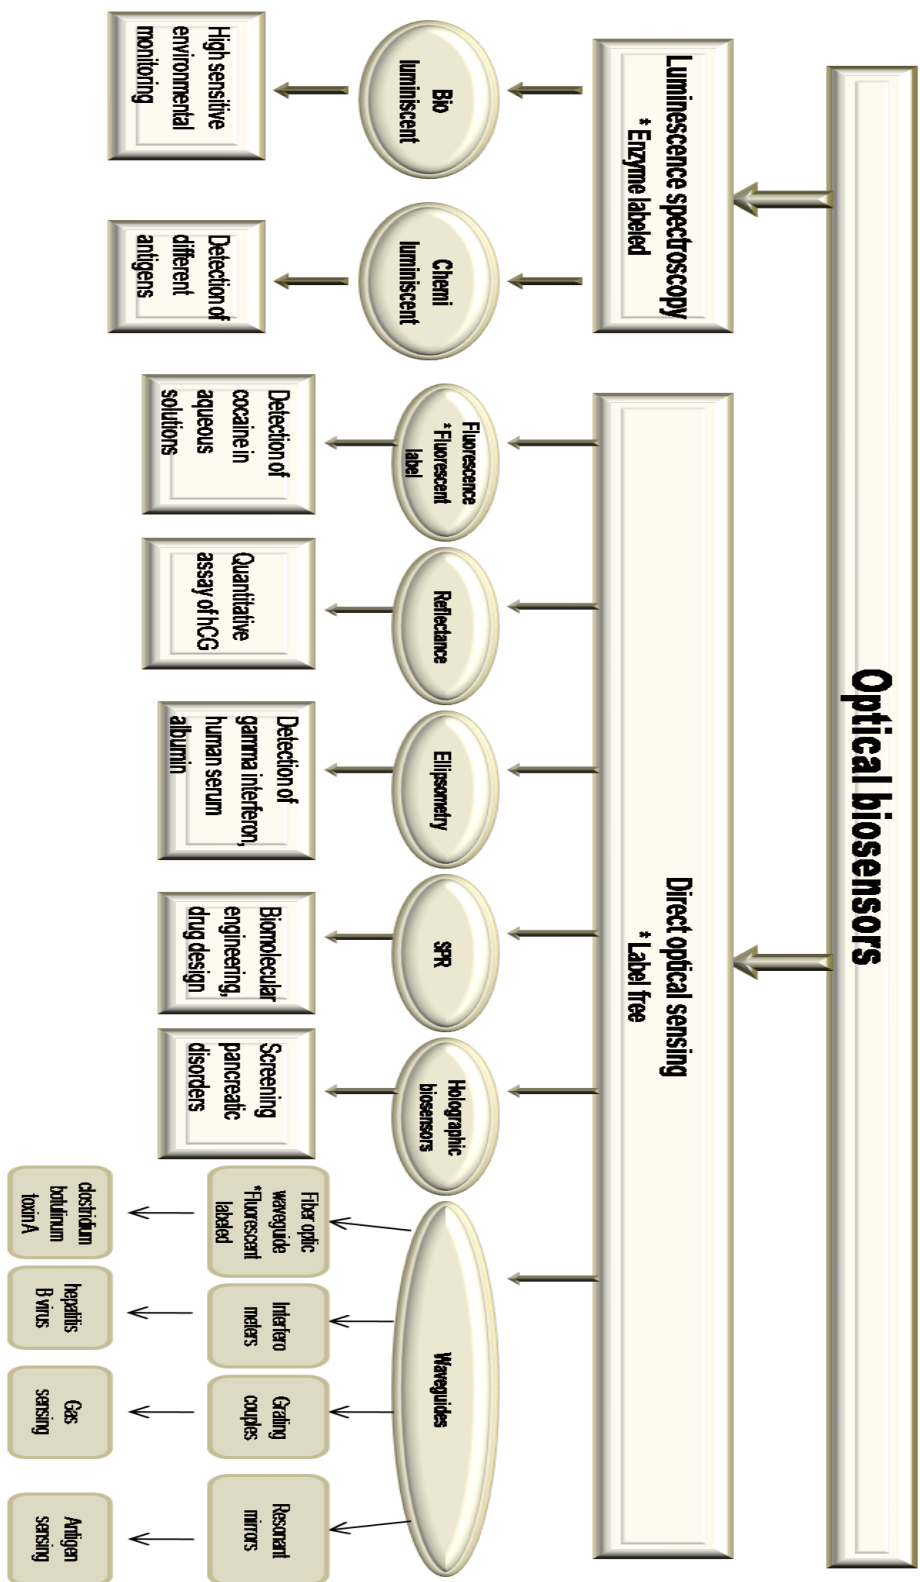 Optical biosensors
Luminescence spectroscopy
* Enzyme labeled
Direct optical sensing
* Label free
Bio
luminiscent
Chemi
luminiscent
Fluorescence
*Fluorescent
label
Reflectance
Ellipsometry
SPR
Holographic
biosensors
Waveguides
High sensitive
environmental
monitoring
Detection of
different
antigens
Detection of
cocaine in
aqueous
solutions
Quantitative
assay of hCG
Detection of
gamma interferon,
human serum
albumin
Biomolecular
engineering,
drug design
Screening
pancreatic
disorders
Fiber optic
waveguide
*Fluorescent
labeled
Interfero
meters
Grating
couples
Resonant
mirrors
clostridium
botulinum
toxin A
hepatitis
B virus
Gas
sensing
Antigen
sensing